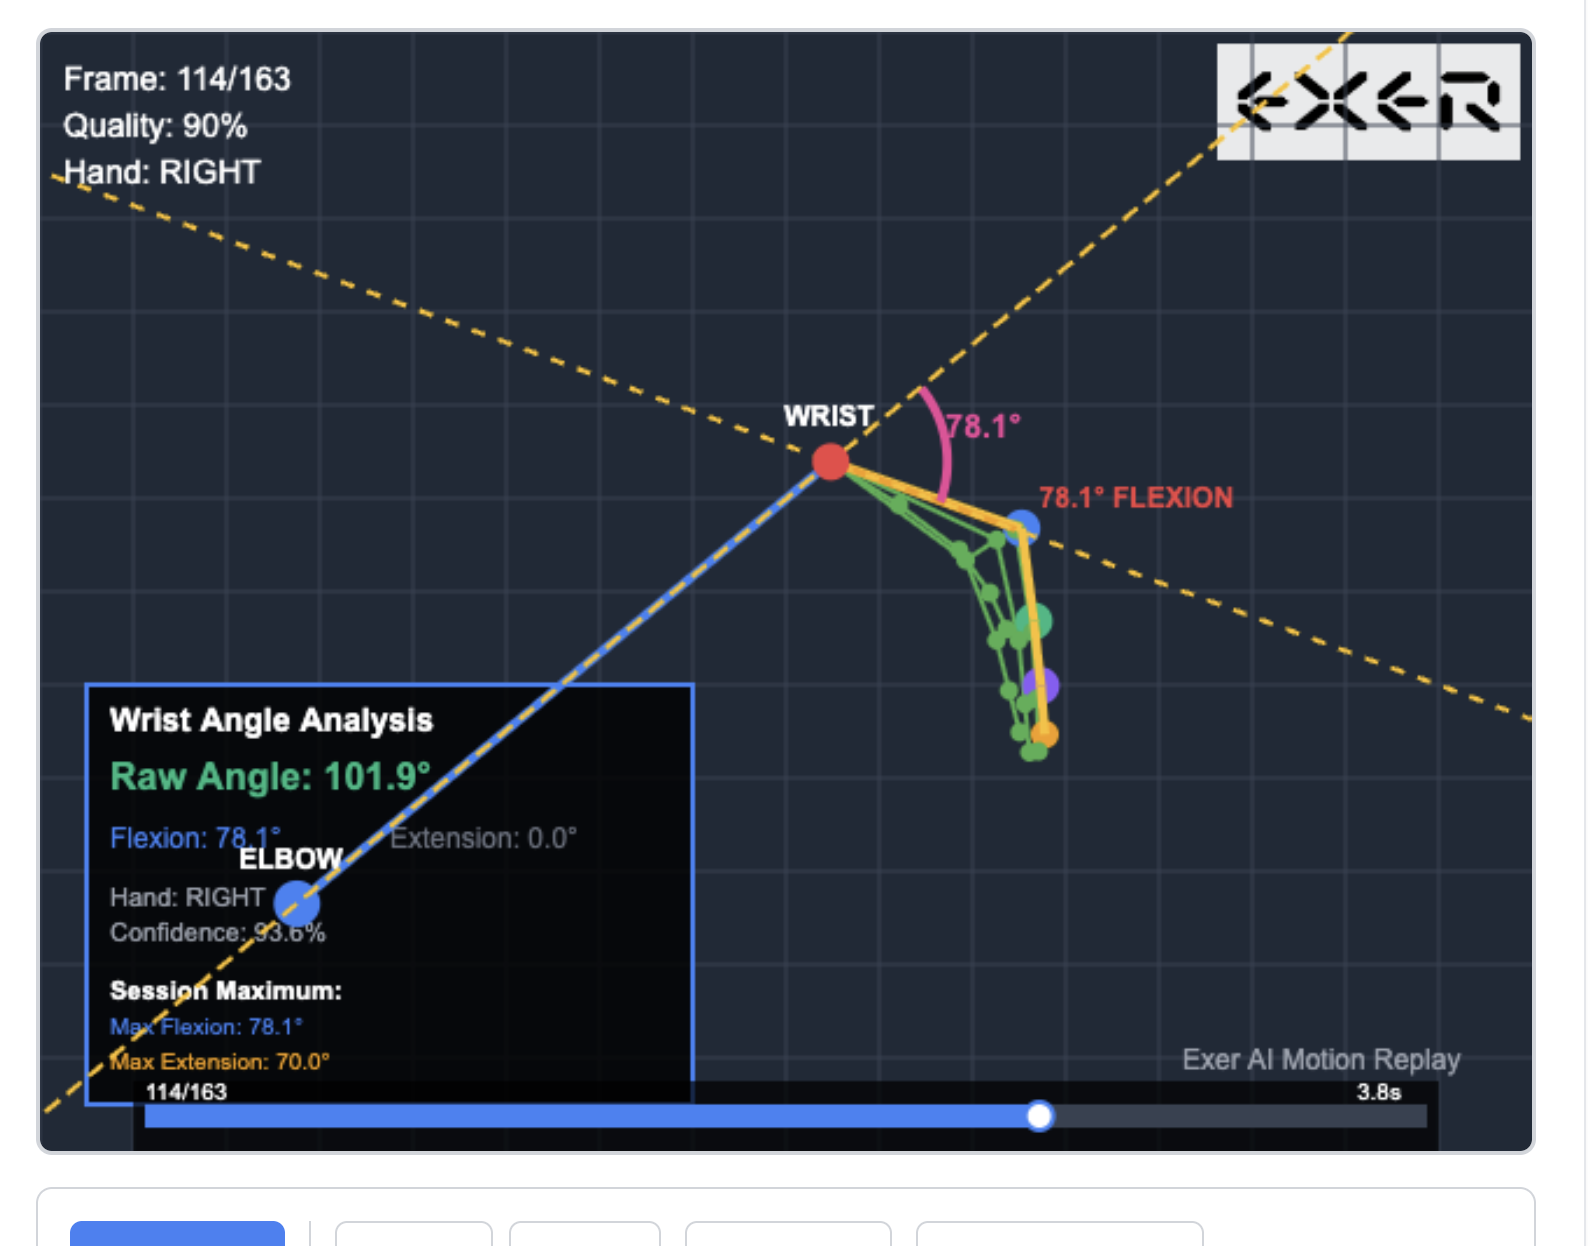 Frame: 114/163
Quality: 90%
Hand: RIGHT
EXER
WRIST
78.1°
78.1° FLEXION
Wrist Angle Analysis
Raw Angle: 101.9°
Flexion: 78.1° Extension: 0.0°
ELBOW
Hand: RIGHT
Confidence: 93.6%
Session Maximum:
Max Flexion: 78.1°
Max Extension: 70.0°
Exer AI Motion Replay
114/163 3.8s